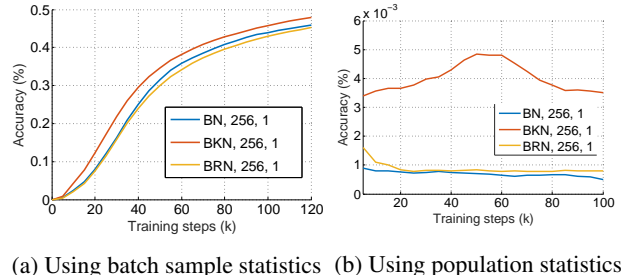 0.5
0.4
0.3
0.2
0.1
0
0 20 40 60 80 100 120
Accuracy (%)
Training steps (k)
BN, 256, 1
BKN, 256, 1
BRN, 256, 1
(a) Using batch sample statistics
×10⁻³
6
5
4
3
2
1
0
0 20 40 60 80 100
Accuracy (%)
Training steps (k)
BN, 256, 1
BKN, 256, 1
BRN, 256, 1
(b) Using population statistics